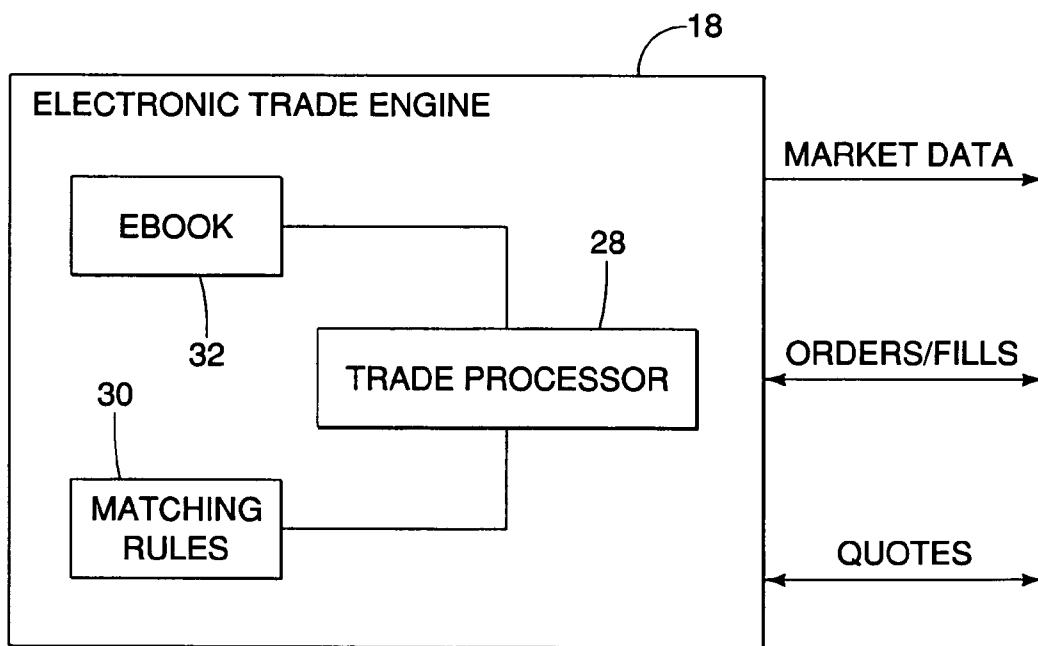 18
ELECTRONIC TRADE ENGINE
MARKET DATA
EBOOK
28
32
ORDERS/FILLS
TRADE PROCESSOR
30
MATCHING
RULES
QUOTES